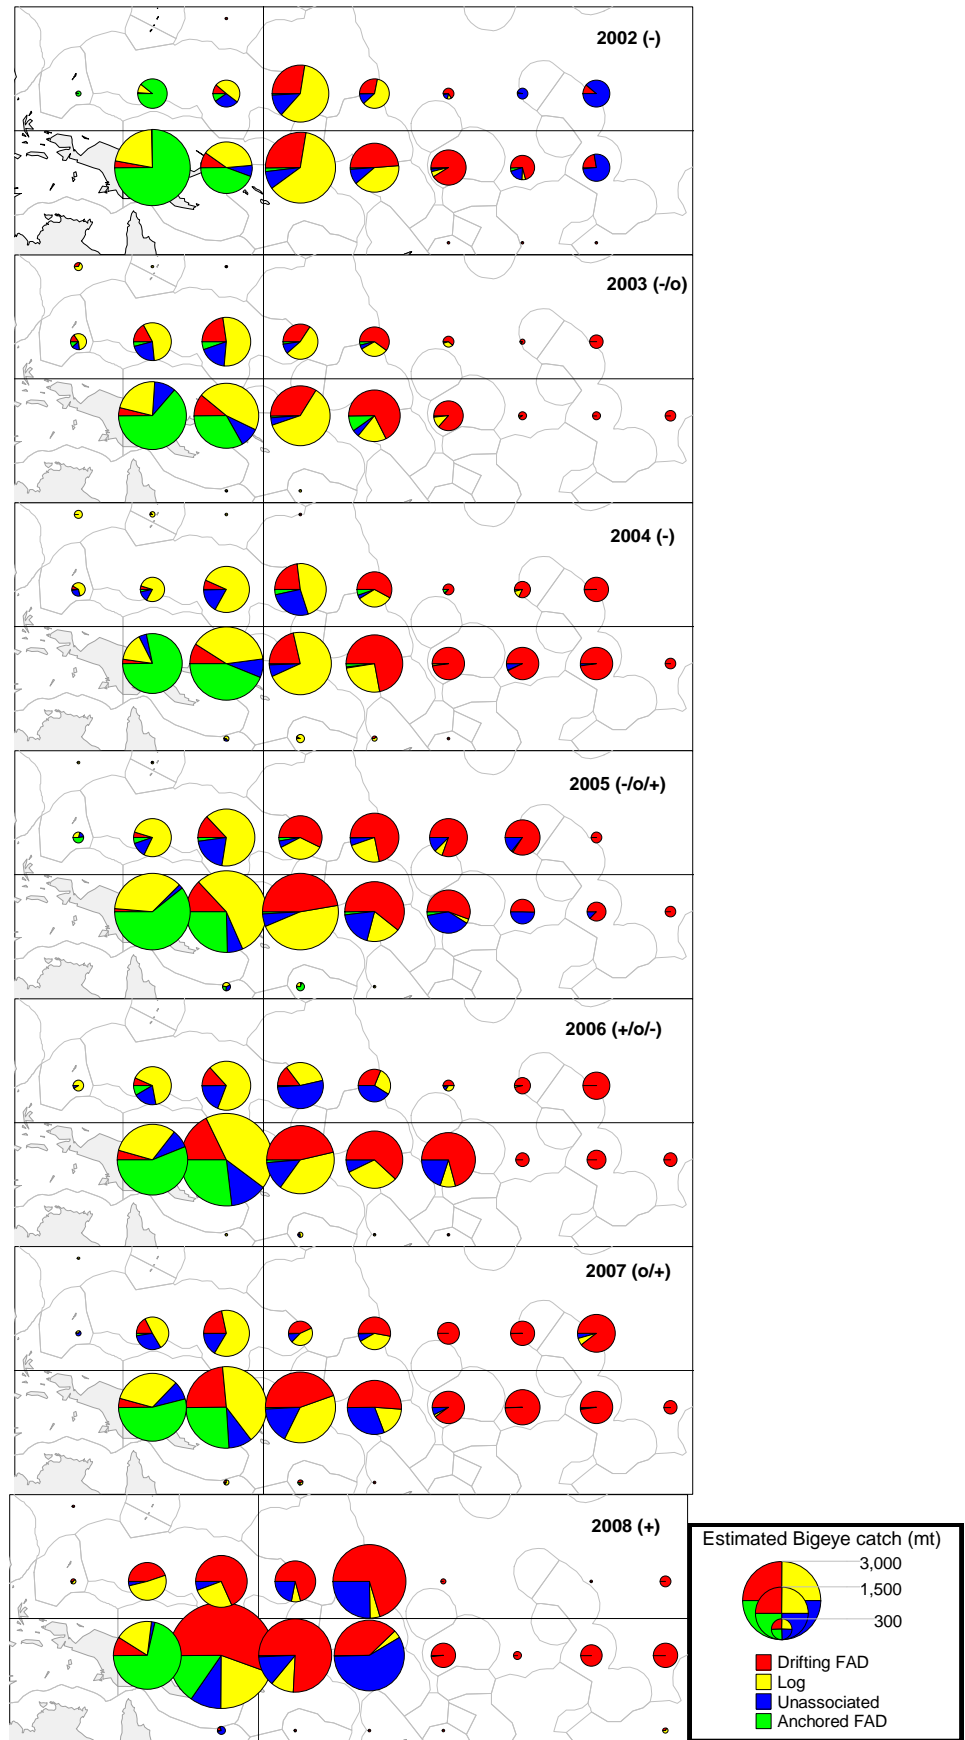 2002 (-)
2003 (-/o)
2004 (-)
2005 (-/o/+)
2006 (+/o/-)
2007 (o/+)
2008 (+)
Estimated Bigeye catch (mt)
3,000
1,500
300
Drifting FAD
Log
Unassociated
Anchored FAD